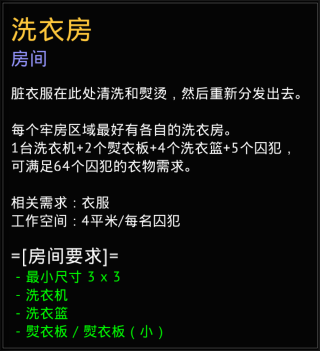 洗衣房
房间
脏衣服在此处清洗和熨烫，然后重新分发出去。
每个牢房区域最好有各自的洗衣房。
1台洗衣机+2个熨衣板+4个洗衣篮+5个囚犯，
可满足64个囚犯的衣物需求。
相关需求：衣服
工作空间：4平米/每名囚犯
=[房间要求]=
- 最小尺寸 3 x 3
- 洗衣机
- 洗衣篮
- 熨衣板 / 熨衣板（小）